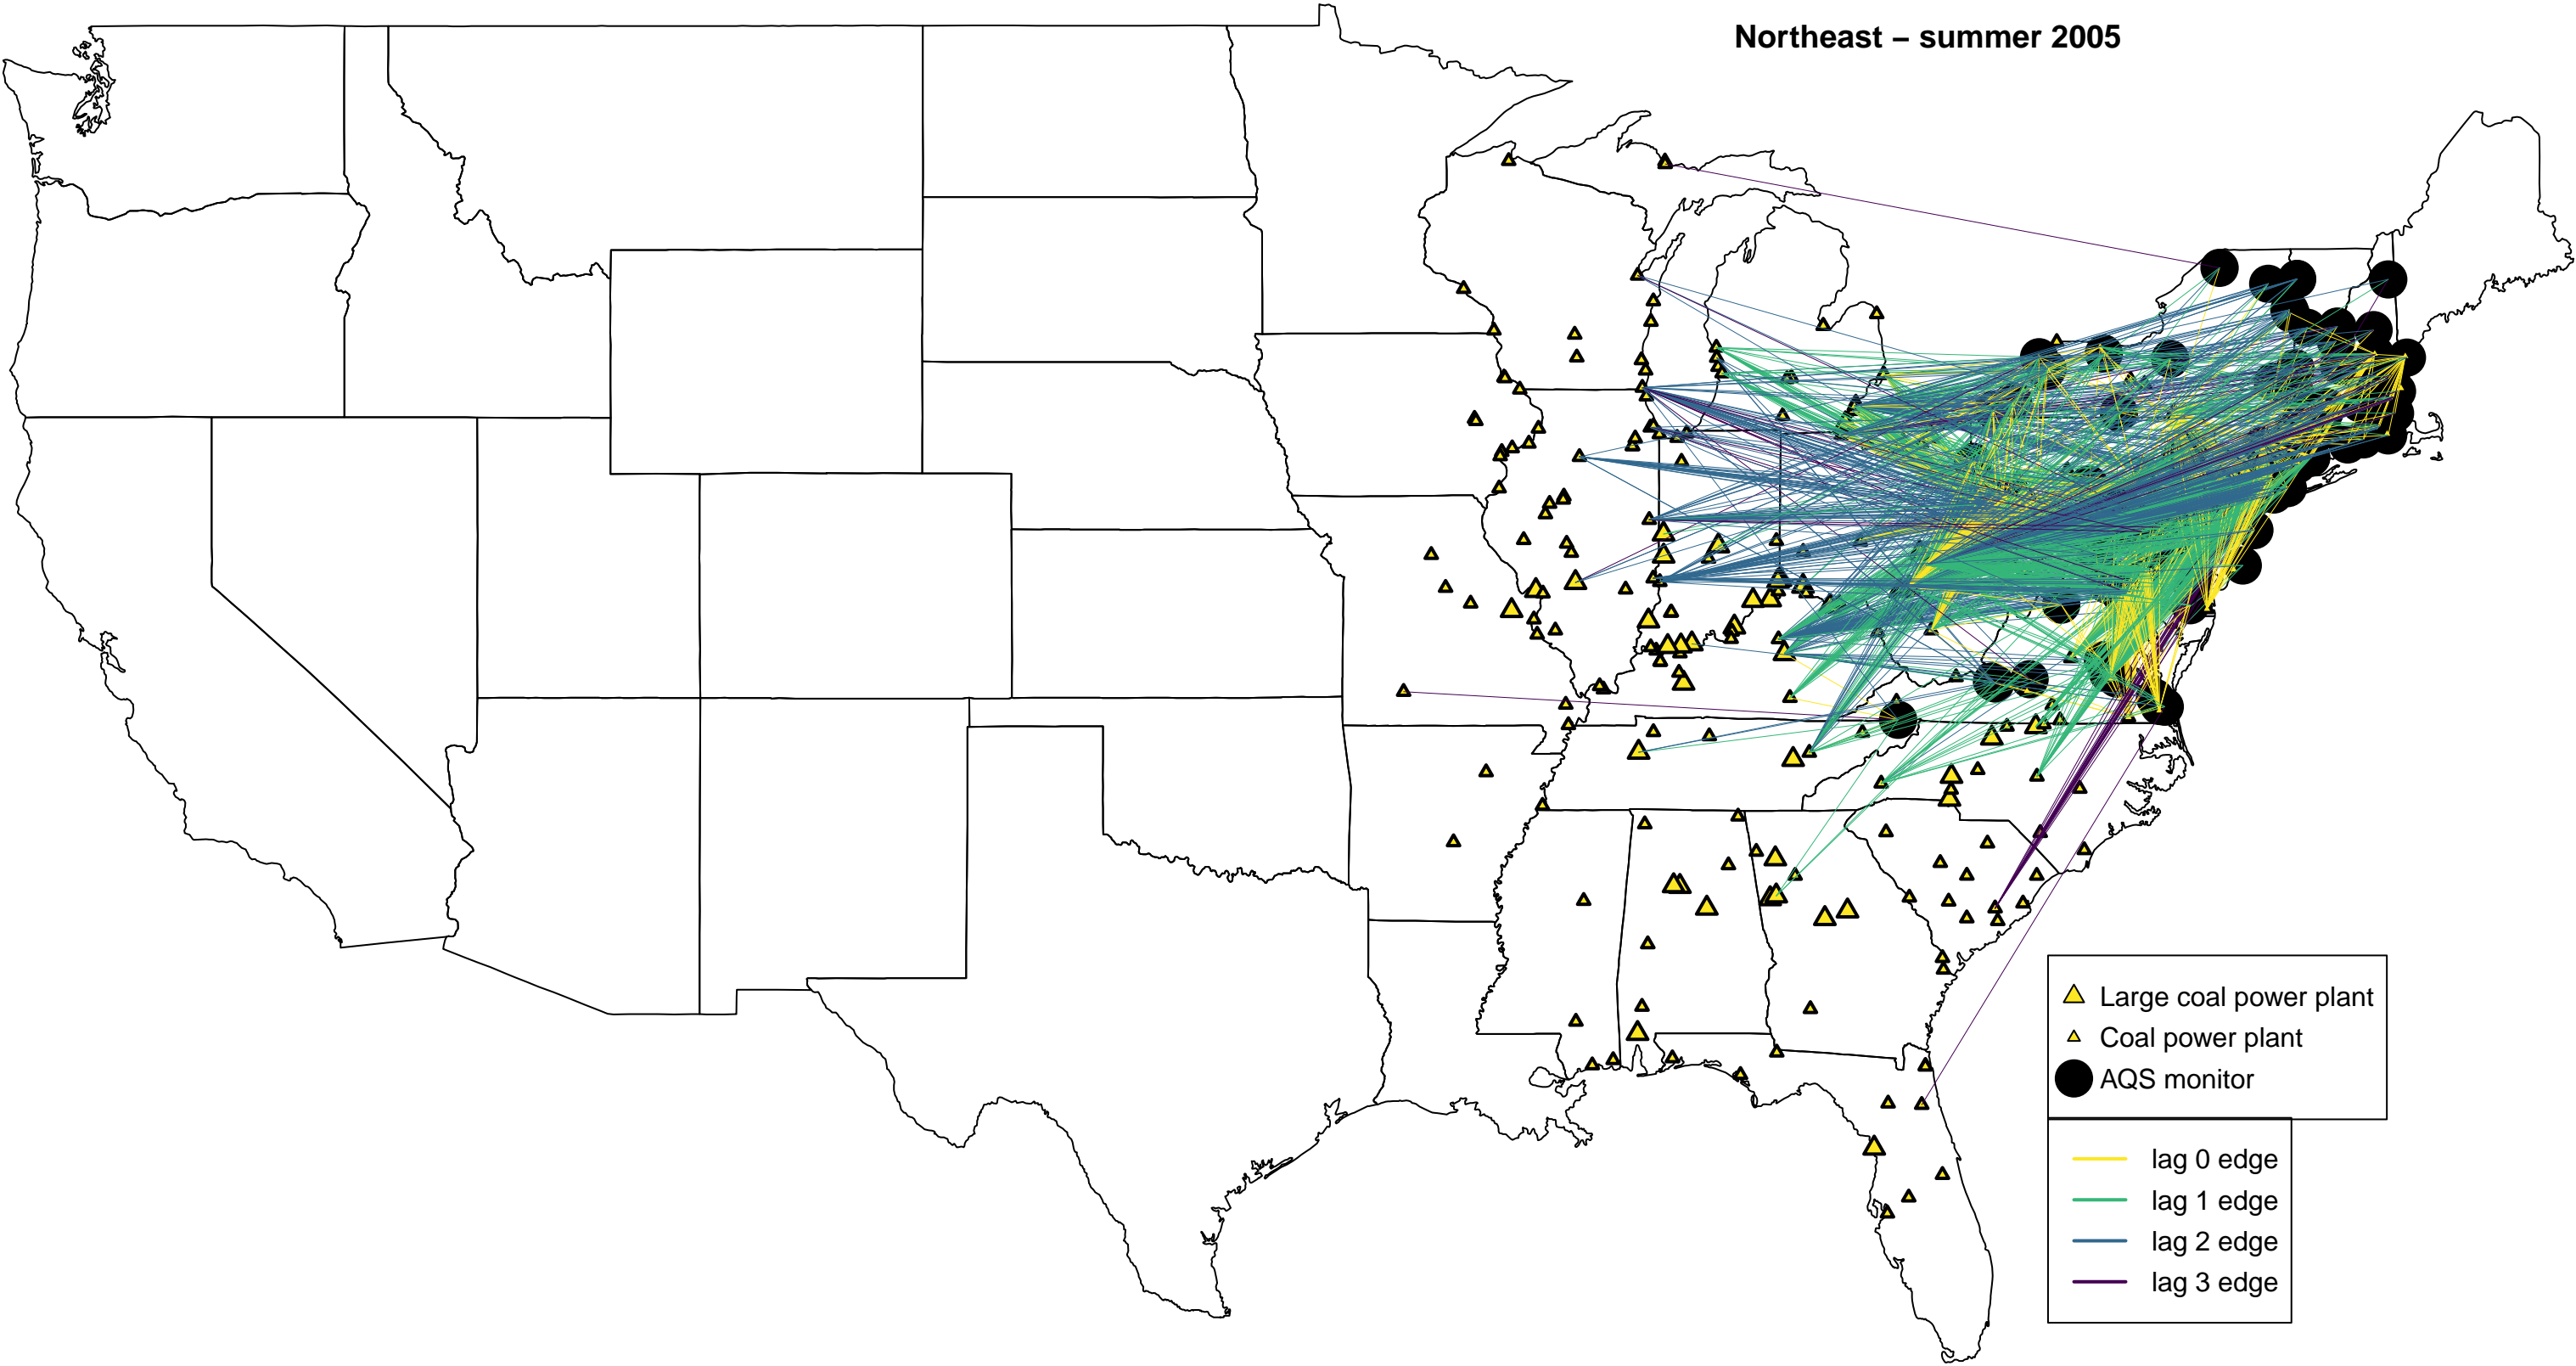 Northeast – summer 2005
Large coal power plant
Coal power plant
AQS monitor
lag 0 edge
lag 1 edge
lag 2 edge
lag 3 edge